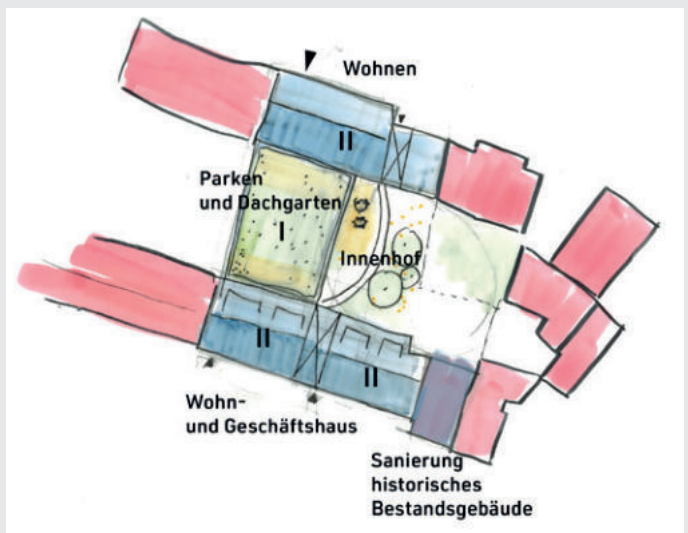 Wohnen
II
Parken
und Dachgarten
I
Innenhof
II
II
Wohn-
und Geschäftshaus
Sanierung
historisches
Bestandsgebäude